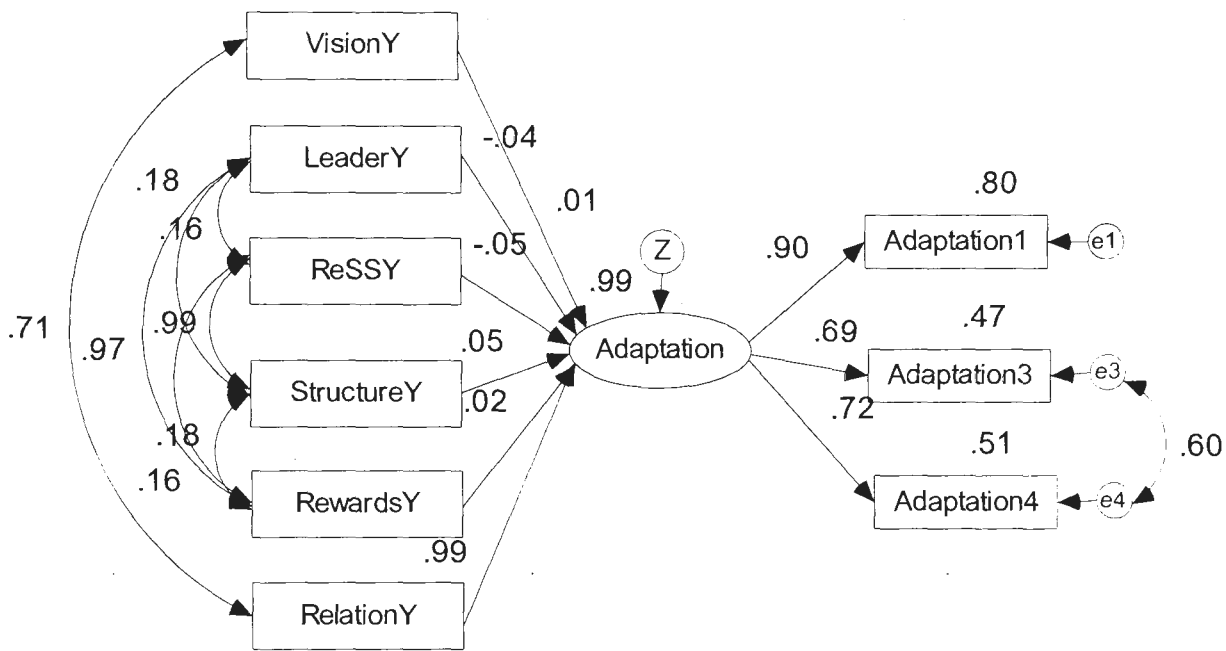 VisionY
-.04
LeaderY
.18
.01
.80
.16
Adaptation1
e1
-.05
Z
.90
ReSSY
.99
.47
.71
.97
.99
.05
Adaptation
.69
Adaptation3
e3
StructureY
.02
.72
.18
.51
.60
.16
RewardsY
Adaptation4
e4
.99
RelationY